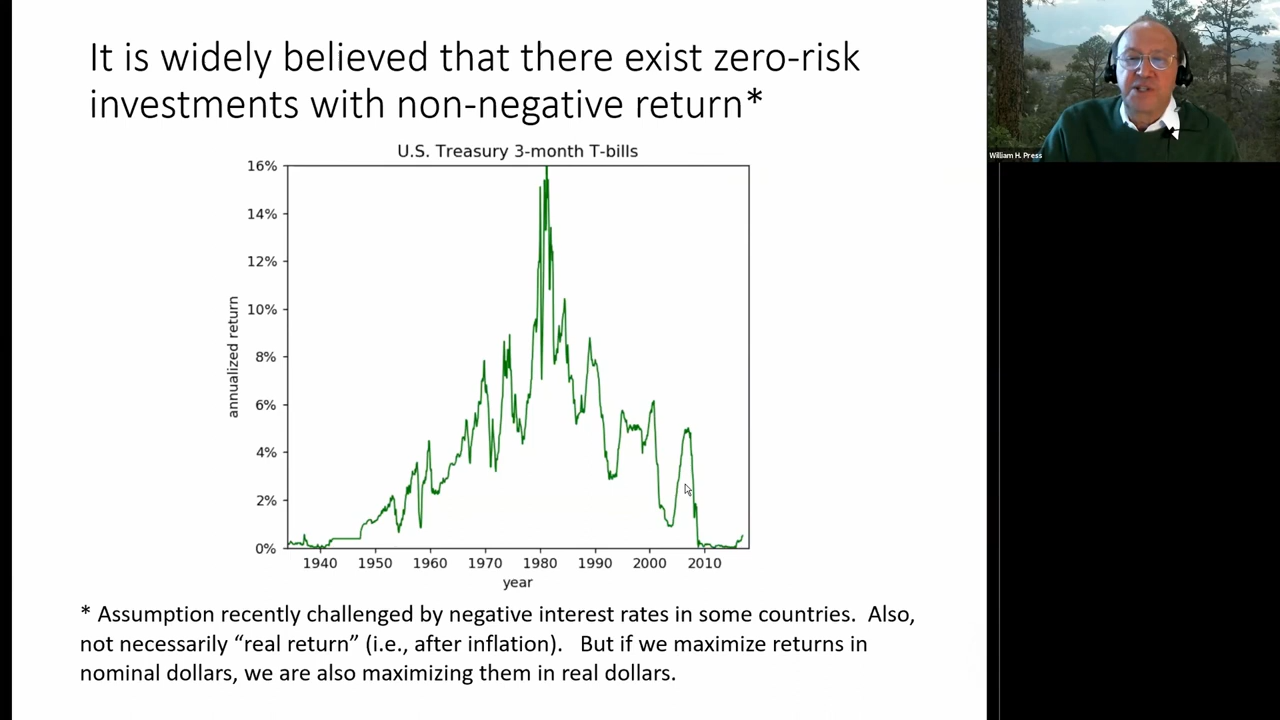 It is widely believed that there exist zero-risk
investments with non-negative return*
U.S. Treasury 3-month T-bills
16%
14%
12%
10%
8%
6%
4%
2%
0%
annualized return
1940 1950 1960 1970 1980 1990 2000 2010
year
* Assumption recently challenged by negative interest rates in some countries. Also,
not necessarily “real return” (i.e., after inflation). But if we maximize returns in
nominal dollars, we are also maximizing them in real dollars.
William H. Press